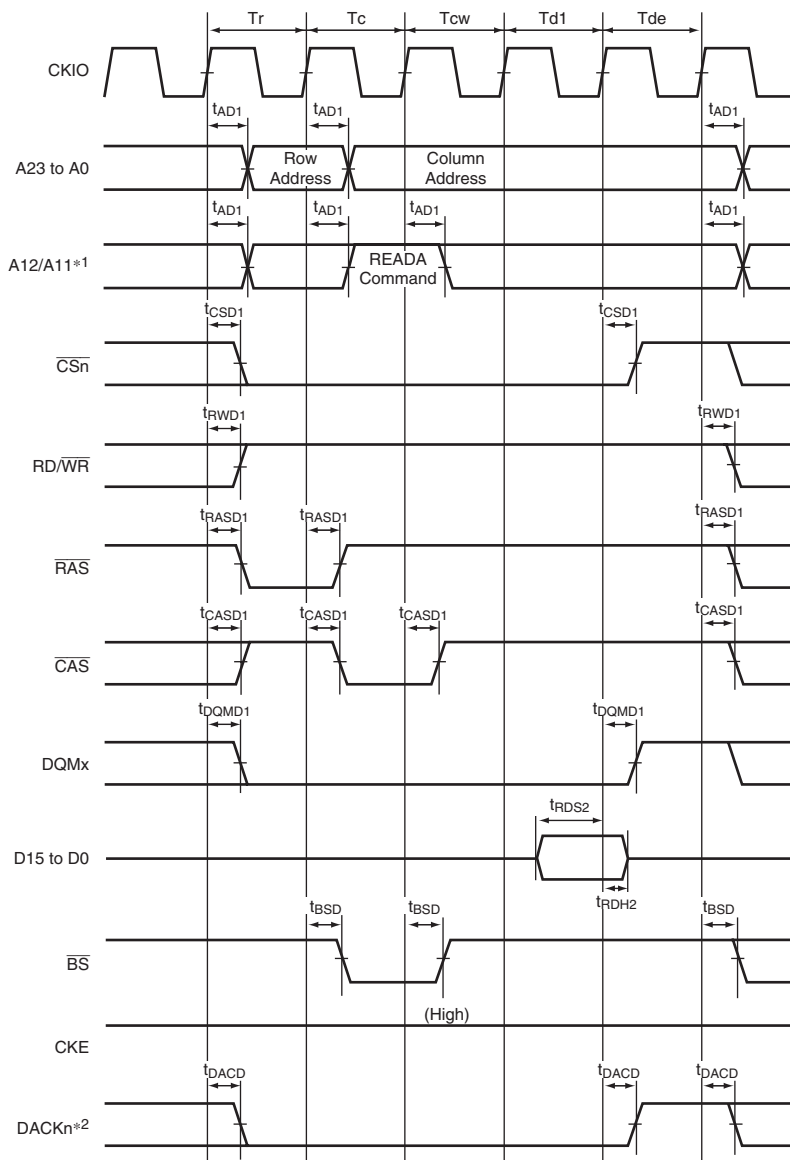 Tr Tc Tcw Td1 Tde
CKIO
tAD1 tAD1 tAD1
A23 to A0 Row Address Column Address
tAD1 tAD1 tAD1 tAD1
A12/A11*1 READA Command
tCSD1 tCSD1
CSn
tRWD1 tRWD1
RD/WR
tRASD1 tRASD1 tRASD1
RAS
tCASD1 tCASD1 tCASD1 tCASD1
CAS
tDQMD1 tDQMD1
DQMx
tRDS2
D15 to D0
tRDH2
tBSD tBSD tBSD
BS
(High)
CKE
tDACD tDACD tDACD
DACKn*2